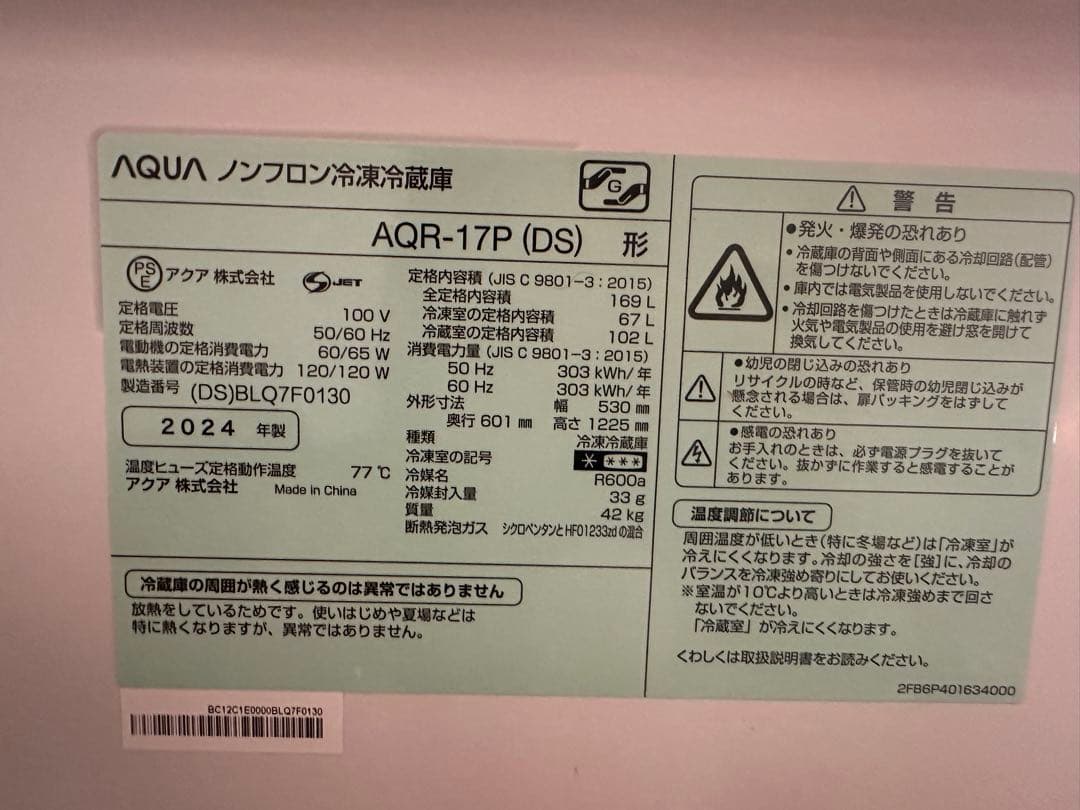 AQUA ノンフロン冷凍冷蔵庫
G
AQR-17P (DS) 形
PS
E
アクア 株式会社
S JET
定格電圧 100 V
定格周波数 50/60 Hz
電動機の定格消費電力 60/65 W
電熱装置の定格消費電力 120/120 W
製造番号 (DS)BLQ7F0130
2024 年製
温度ヒューズ定格動作温度 77 ℃
アクア 株式会社 Made in China
定格内容積 (JIS C 9801-3 : 2015)
全定格内容積 169 L
冷凍室の定格内容積 67 L
冷蔵室の定格内容積 102 L
消費電力量 (JIS C 9801-3 : 2015)
50 Hz 303 kWh/年
60 Hz 303 kWh/年
外形寸法 幅 530 ㎜
奥行 601 ㎜ 高さ 1225 ㎜
種類 冷凍冷蔵庫
冷凍室の記号 * ***
冷媒名 R600a
冷媒封入量 33 g
質量 42 kg
断熱発泡ガス シクロペンタンとHFO1233zdの混合
冷蔵庫の周囲が熱く感じるのは異常ではありません
放熱をしているためです。使いはじめや夏場などは
特に熱くなりますが、異常ではありません。
警告
●発火・爆発の恐れあり
・冷蔵庫の背面や側面にある冷却回路(配管)
を傷つけないでください。
・庫内では電気製品を使用しないでください。
・冷却回路を傷つけたときは冷蔵庫に触れず
火気や電気製品の使用を避け窓を開けて
換気してください。
●幼児の閉じ込みの恐れあり
リサイクルの時など、保管時の幼児閉じ込みが
懸念される場合は、扉パッキングをはずして
ください。
●感電の恐れあり
お手入れのときは、必ず電源プラグを抜いて
ください。抜かずに作業すると感電することが
あります。
温度調節について
周囲温度が低いとき(特に冬場など)は「冷凍室」が
冷えにくくなります。冷却の強さを[強]に、冷却の
バランスを冷凍強め寄りにしてお使いください。
※室温が10℃より高いときは冷凍強めまで回さ
ないでください。
「冷蔵室」が冷えにくくなります。
くわしくは取扱説明書をお読みください。
2FB6P401634000
BC12C1E0000BLQ7F0130